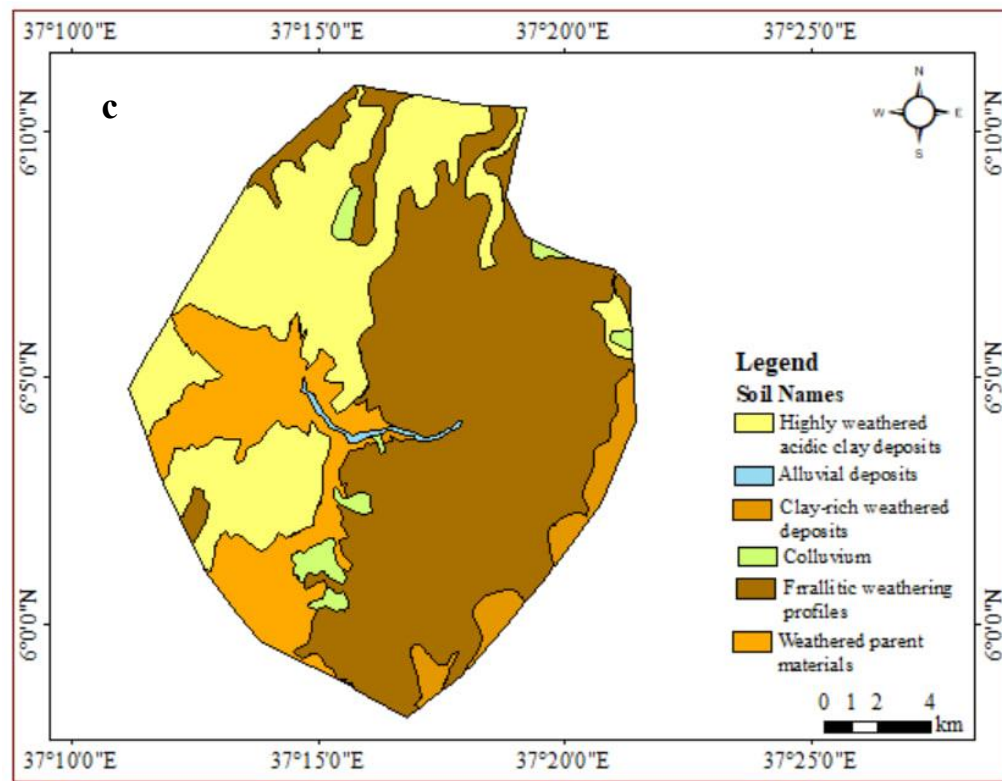 37°10'0"E 37°15'0"E 37°20'0"E 37°25'0"E
c
N
W E
S
6°10'0"N 6°10'0"N
6°5'0"N 6°5'0"N
6°0'0"N 6°0'0"N
Legend
Soil Names
Highly weathered
acidic clay deposits
Alluvial deposits
Clay-rich weathered
deposits
Colluvium
Frrallitic weathering
profiles
Weathered parent
materials
0 1 2 4
km
37°10'0"E 37°15'0"E 37°20'0"E 37°25'0"E